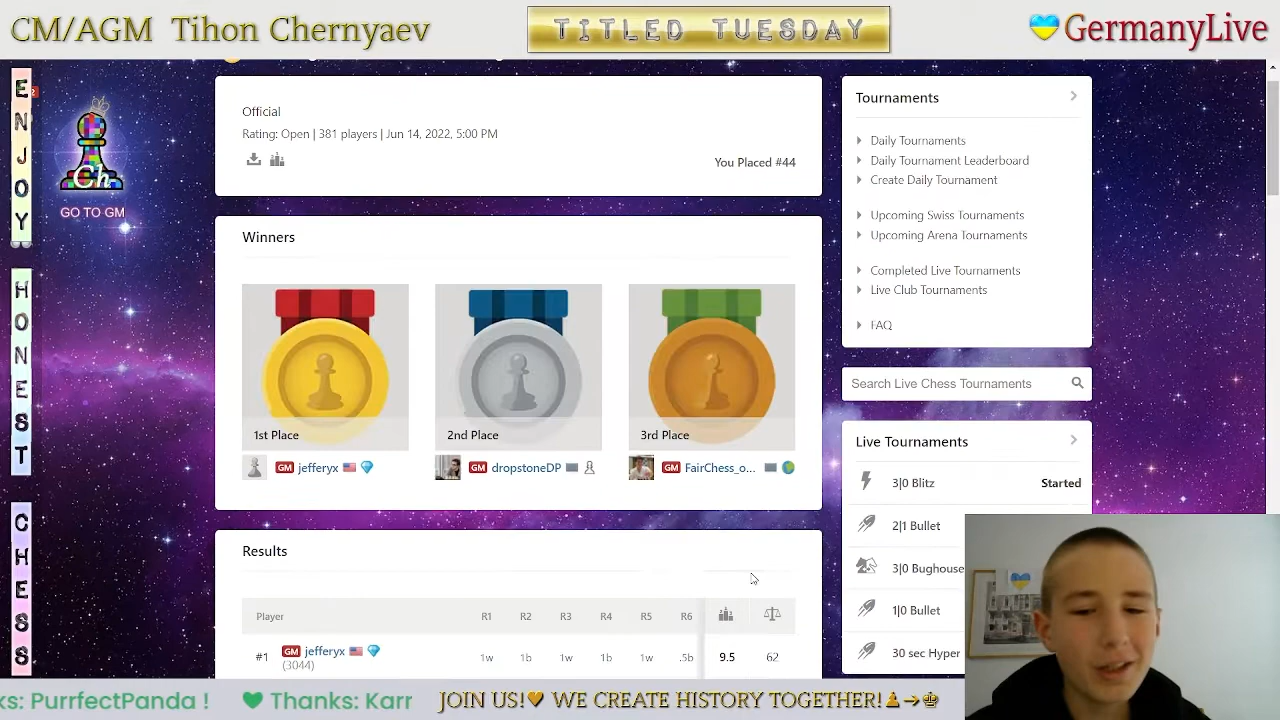 CM/AGM Tihon Chernyaev
TITLED TUESDAY
GermanyLive
ENJOY
HONEST
CHESS
2
Ch
GO TO GM
Official
Rating: Open | 381 players | Jun 14, 2022, 5:00 PM
You Placed #44
Winners
1st Place
2nd Place
3rd Place
GM jefferyx
GM dropstoneDP
GM FairChess_o...
Results
Player R1 R2 R3 R4 R5 R6
#1 GM jefferyx 1w 1b 1w 1b 1w .5b 9.5 62
(3044)
Tournaments
Daily Tournaments
Daily Tournament Leaderboard
Create Daily Tournament
Upcoming Swiss Tournaments
Upcoming Arena Tournaments
Completed Live Tournaments
Live Club Tournaments
FAQ
Search Live Chess Tournaments
Live Tournaments
3|0 Blitz Started
2|1 Bullet
3|0 Bughouse
1|0 Bullet
30 sec Hyper
ks: PurrfectPanda !
Thanks: Karr
JOIN US!🧡 WE CREATE HISTORY TOGETHER!♟→♚